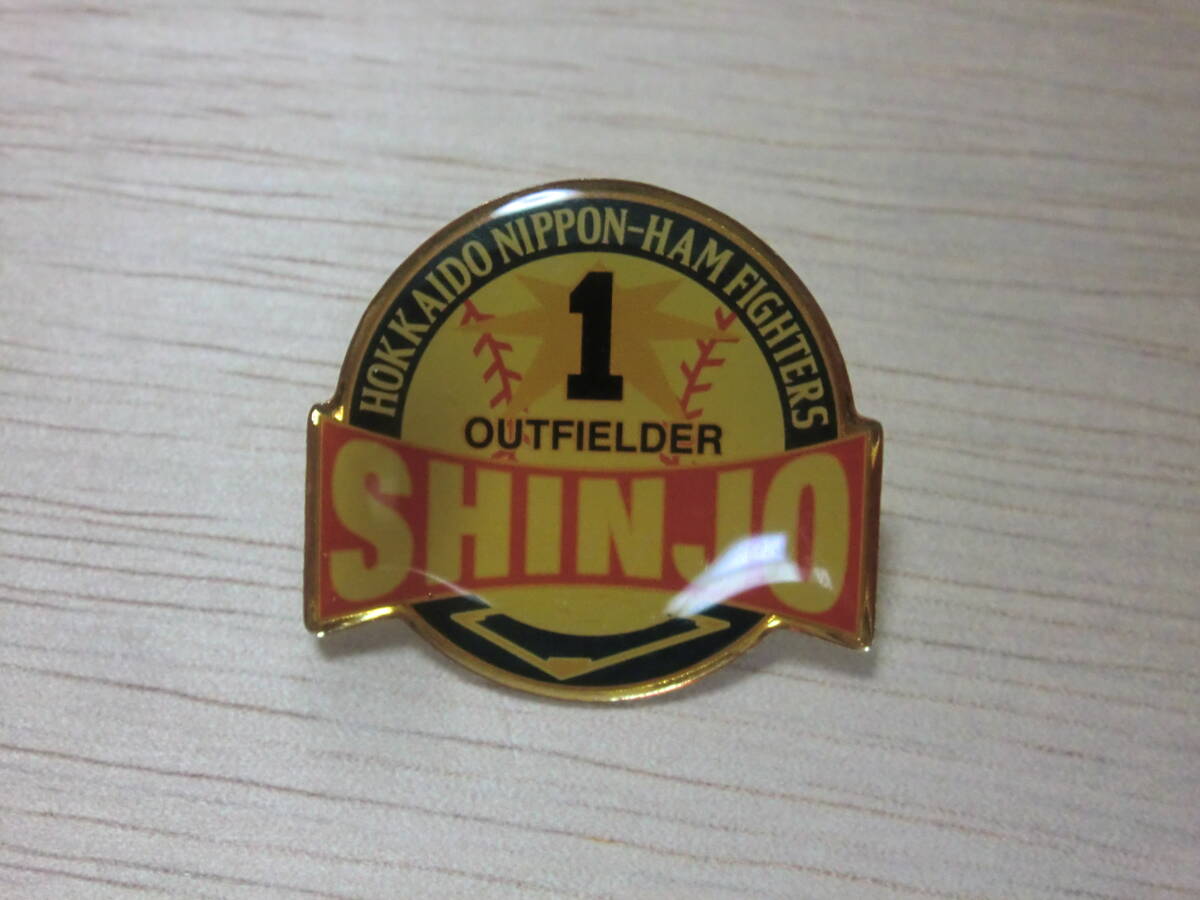 HOKKAIDO NIPPON-HAM FIGHTERS
1
OUTFIELDER
SHINJO